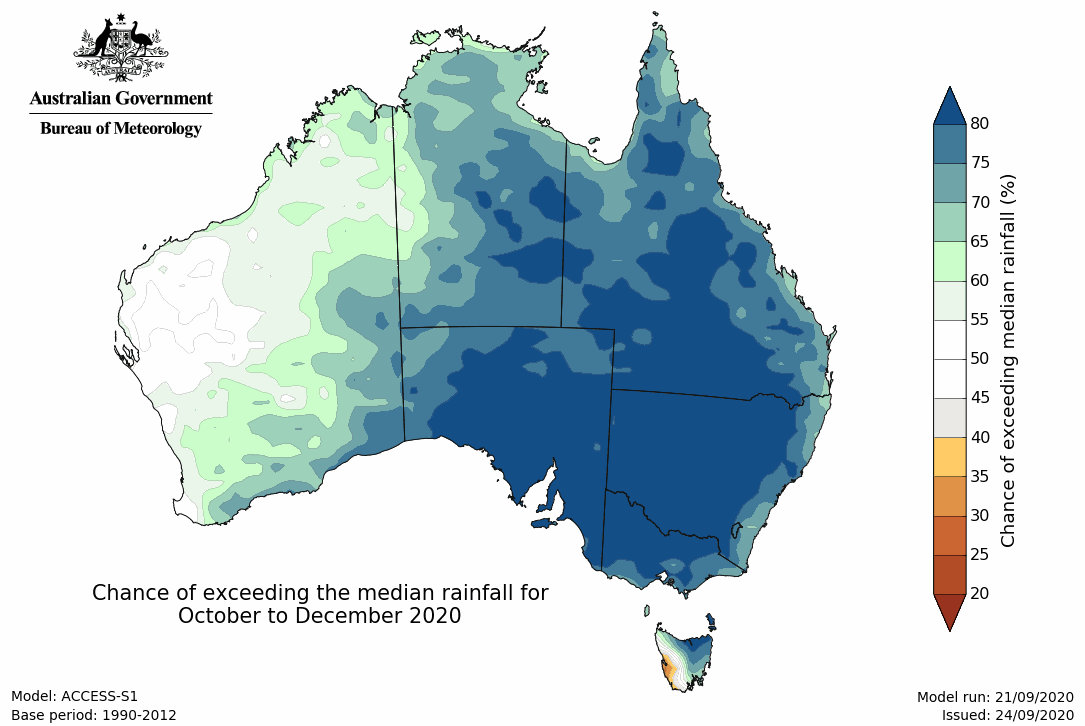 Australian Government
Bureau of Meteorology
80
75
70
65
60
55
50
45
40
35
30
25
20
Chance of exceeding median rainfall (%)
Chance of exceeding the median rainfall for
October to December 2020
Model: ACCESS-S1
Base period: 1990-2012
Model run: 21/09/2020
Issued: 24/09/2020